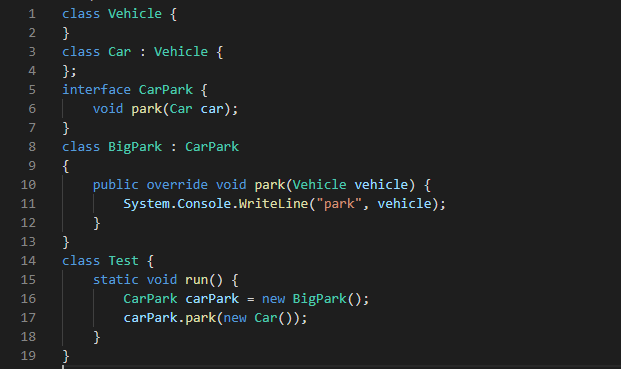 1 class Vehicle {
2 }
3 class Car : Vehicle {
4 };
5 interface CarPark {
6     void park(Car car);
7 }
8 class BigPark : CarPark
9 {
10     public override void park(Vehicle vehicle) {
11         System.Console.WriteLine("park", vehicle);
12     }
13 }
14 class Test {
15     static void run() {
16         CarPark carPark = new BigPark();
17         carPark.park(new Car());
18     }
19 }